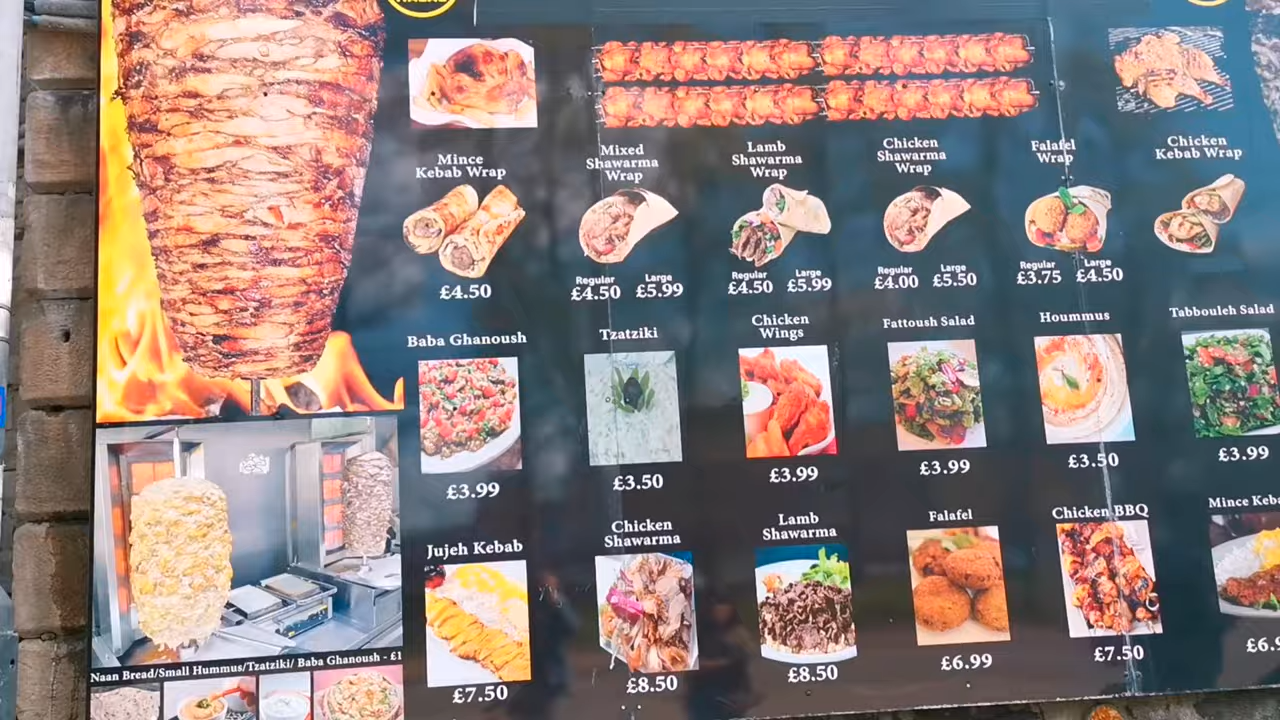 HALAL
Mince
Kebab Wrap
£4.50
Mixed
Shawarma
Wrap
Regular Large
£4.50 £5.99
Lamb
Shawarma
Wrap
Regular Large
£4.50 £5.99
Chicken
Shawarma
Wrap
Regular Large
£4.00 £5.50
Falafel
Wrap
Regular Large
£3.75 £4.50
Chicken
Kebab Wrap
Baba Ghanoush
£3.99
Tzatziki
£3.50
Chicken
Wings
£3.99
Fattoush Salad
£3.99
Hoummus
£3.50
Tabbouleh Salad
£3.99
Jujeh Kebab
£7.50
Chicken
Shawarma
£8.50
Lamb
Shawarma
£8.50
Falafel
£6.99
Chicken BBQ
£7.50
Mince
Naan Bread/Small Hummus/Tzatziki/ Baba Ghanoush - £1